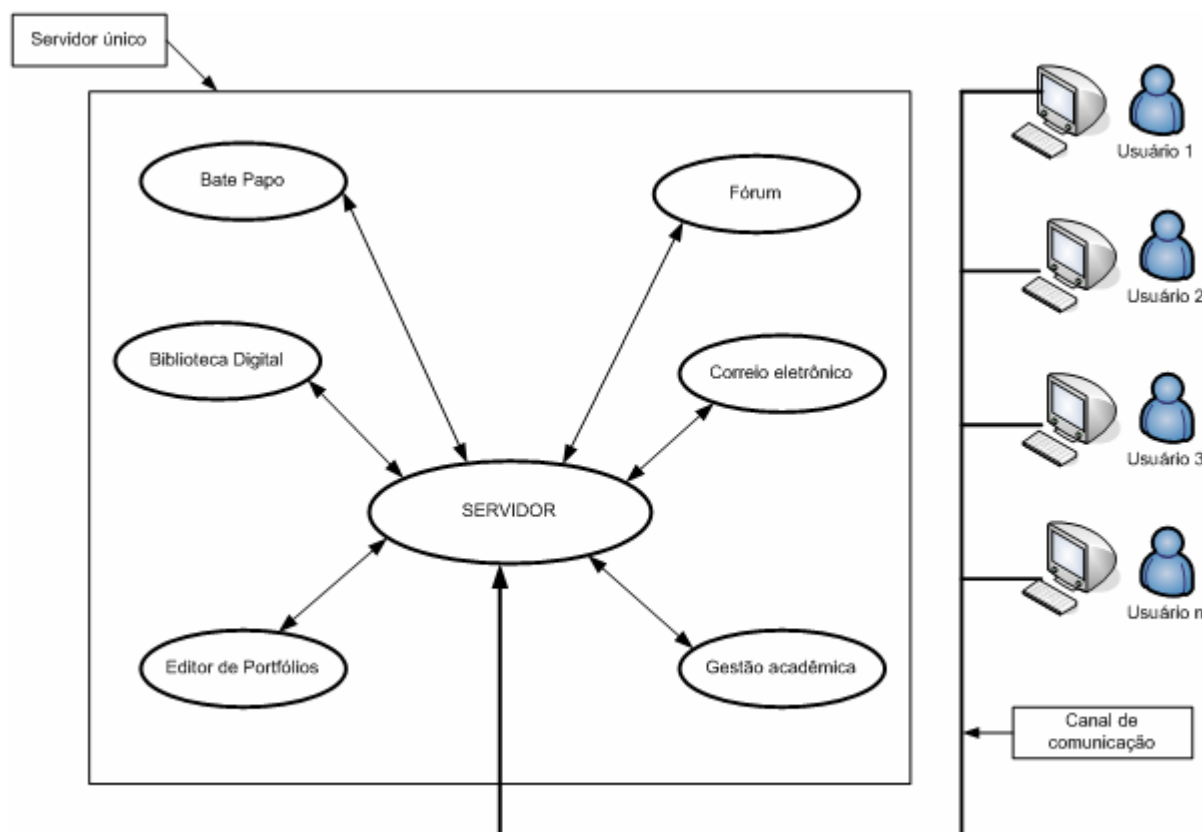 Servidor único
Bate Papo
Fórum
Usuário 1
Usuário 2
Biblioteca Digital
Correio eletrônico
Usuário 3
SERVIDOR
Usuário n
Editor de Portfólios
Gestão acadêmica
Canal de
comunicação